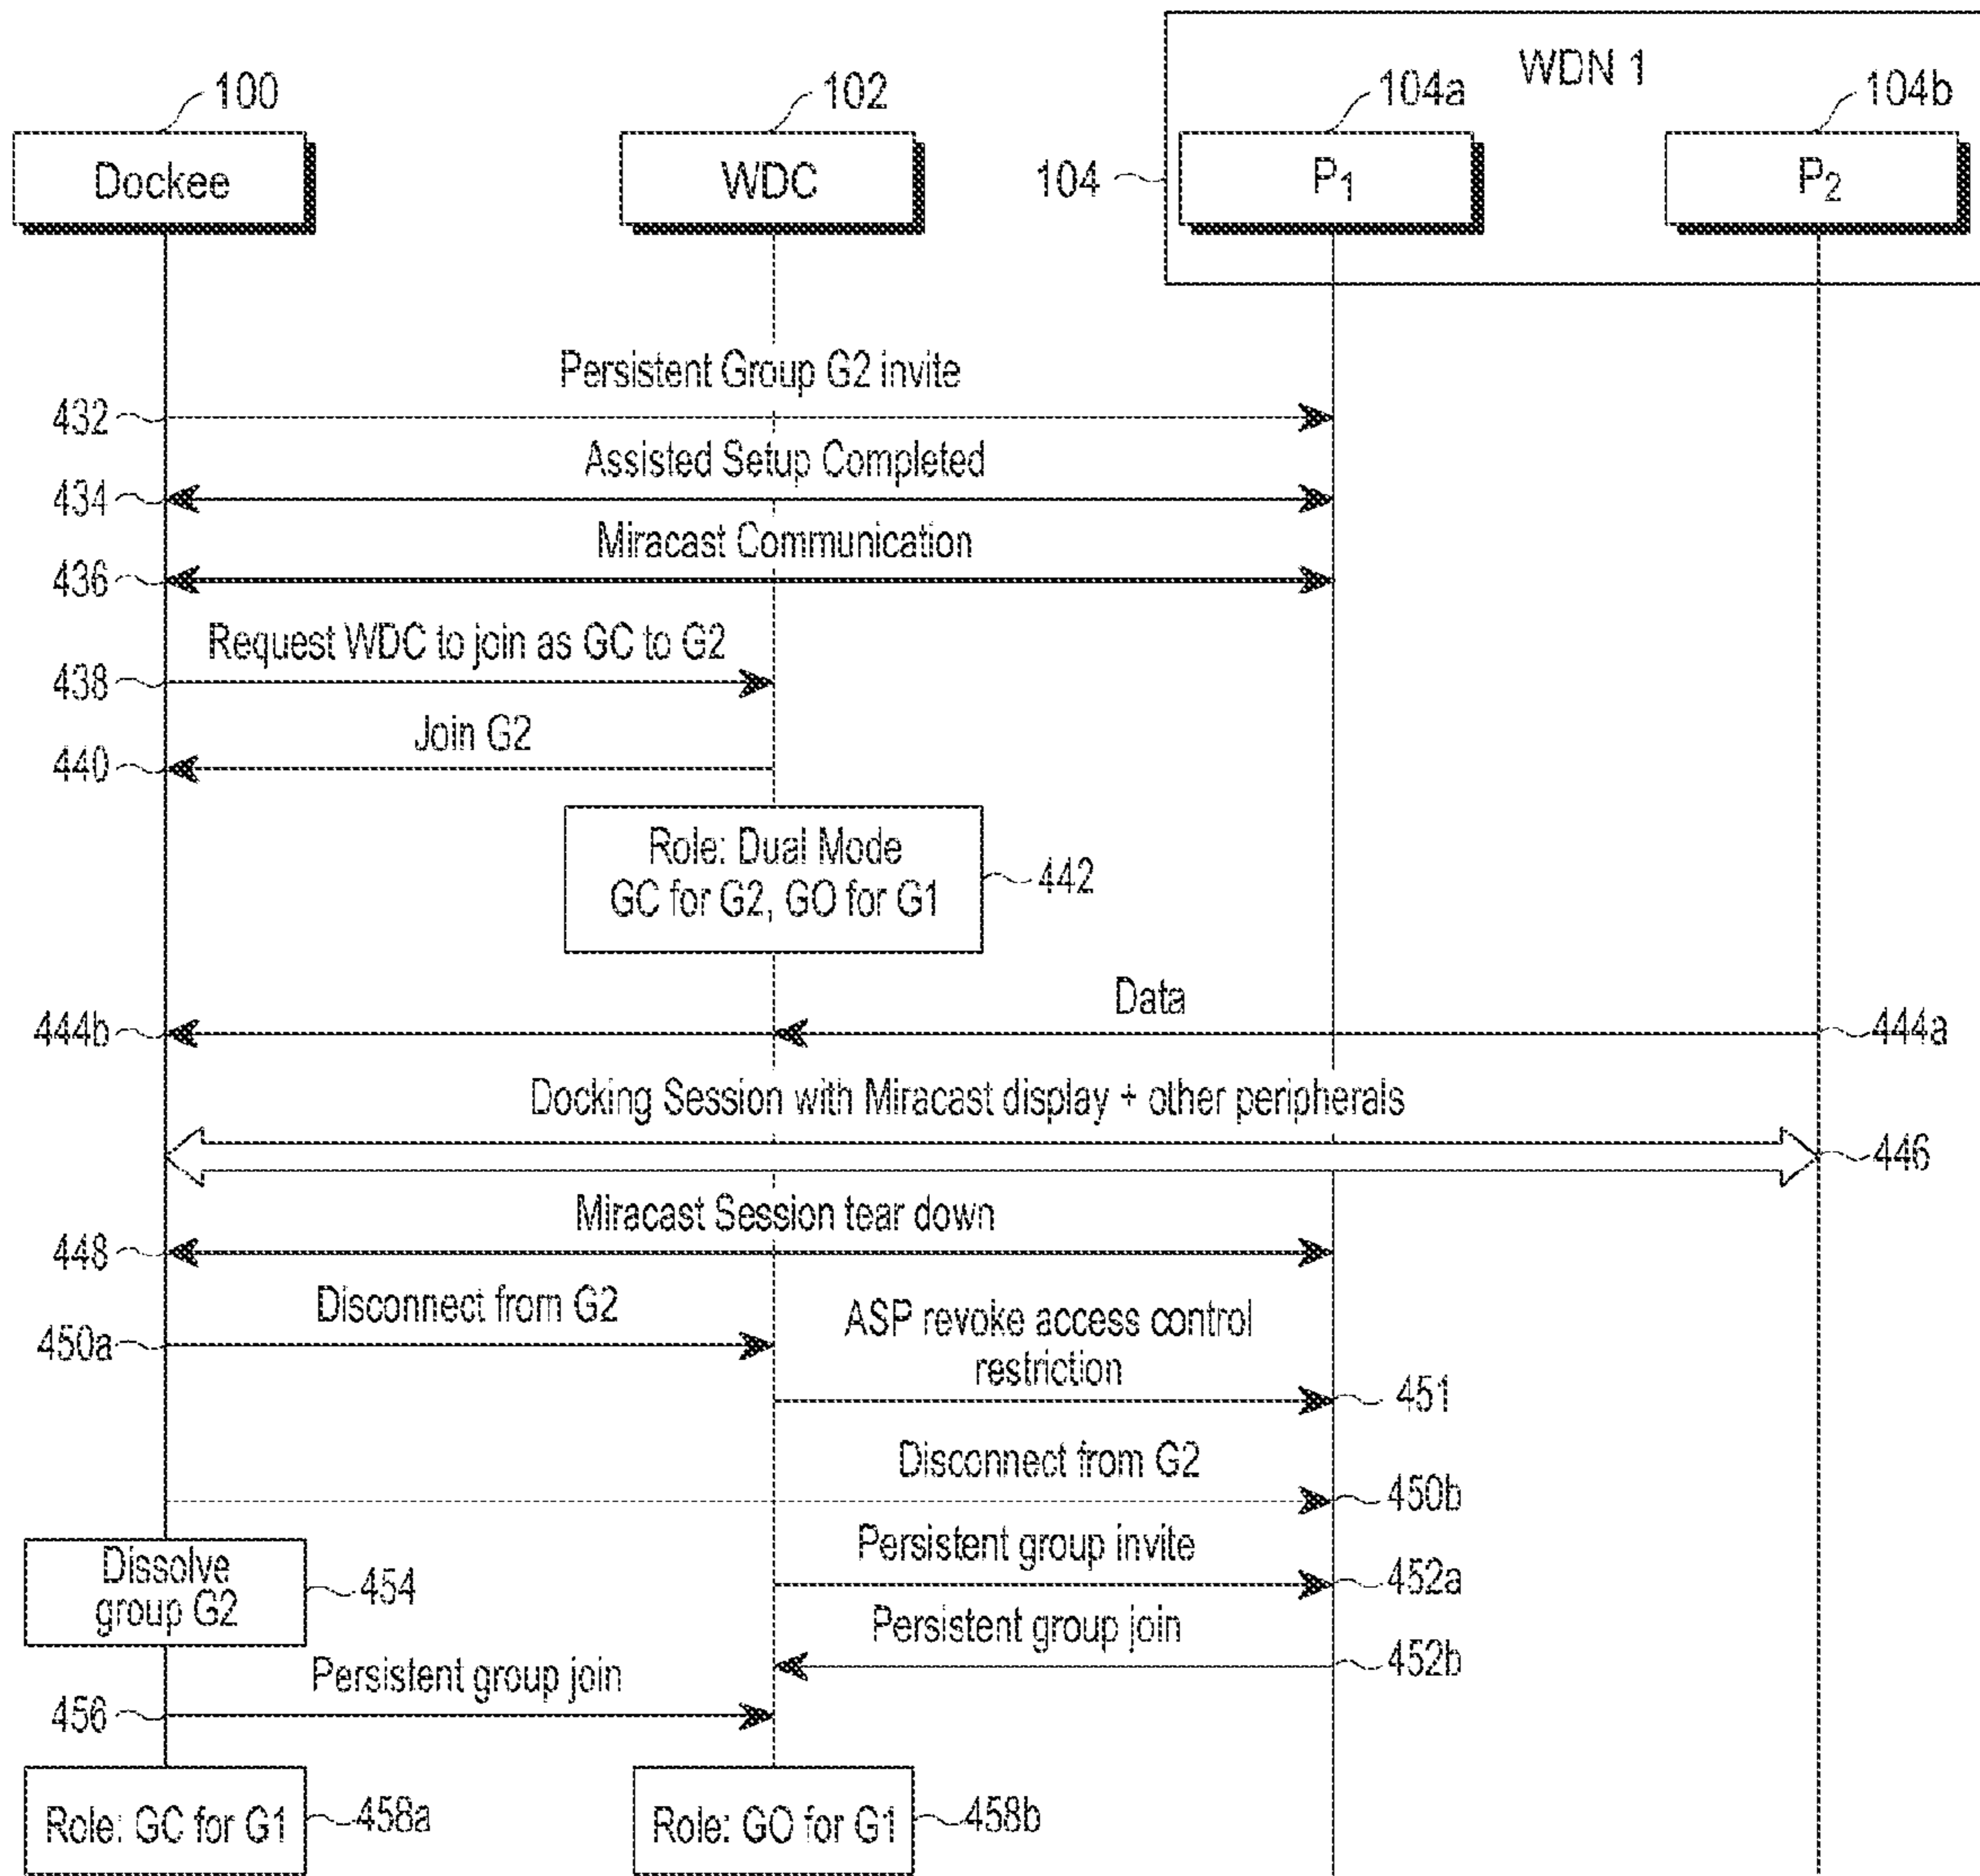 WDN 1
100
102
104a
104b
Dockee
WDC
104
P1
P2
Persistent Group G2 invite
432
Assisted Setup Completed
434
Miracast Communication
436
Request WDC to join as GC to G2
438
Join G2
440
Role: Dual Mode
GC for G2, GO for G1
442
Data
444b
444a
Docking Session with Miracast display + other peripherals
446
Miracast Session tear down
448
Disconnect from G2
450a
ASP revoke access control
restriction
451
Disconnect from G2
450b
Dissolve
group G2
454
Persistent group invite
452a
Persistent group join
452b
Persistent group join
456
Role: GC for G1
458a
Role: GO for G1
458b